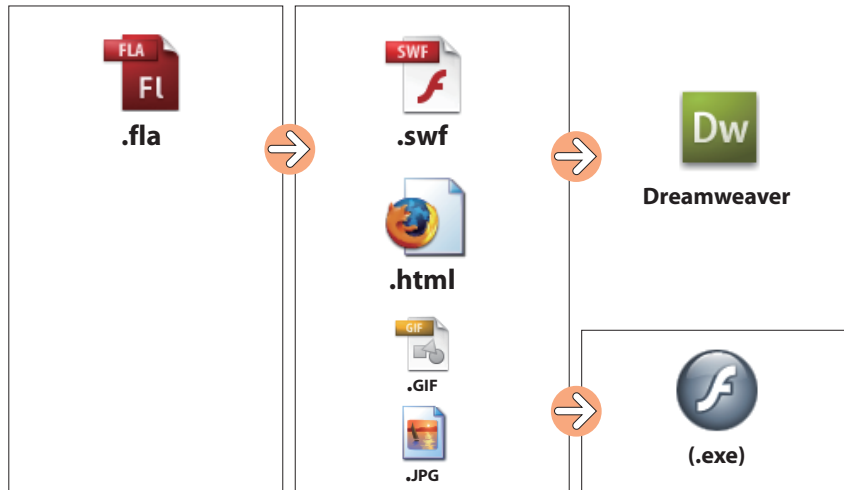 FLA
Fl
.fla
SWF
.swf
.html
GIF
.GIF
.JPG
Dw
Dreamweaver
(.exe)